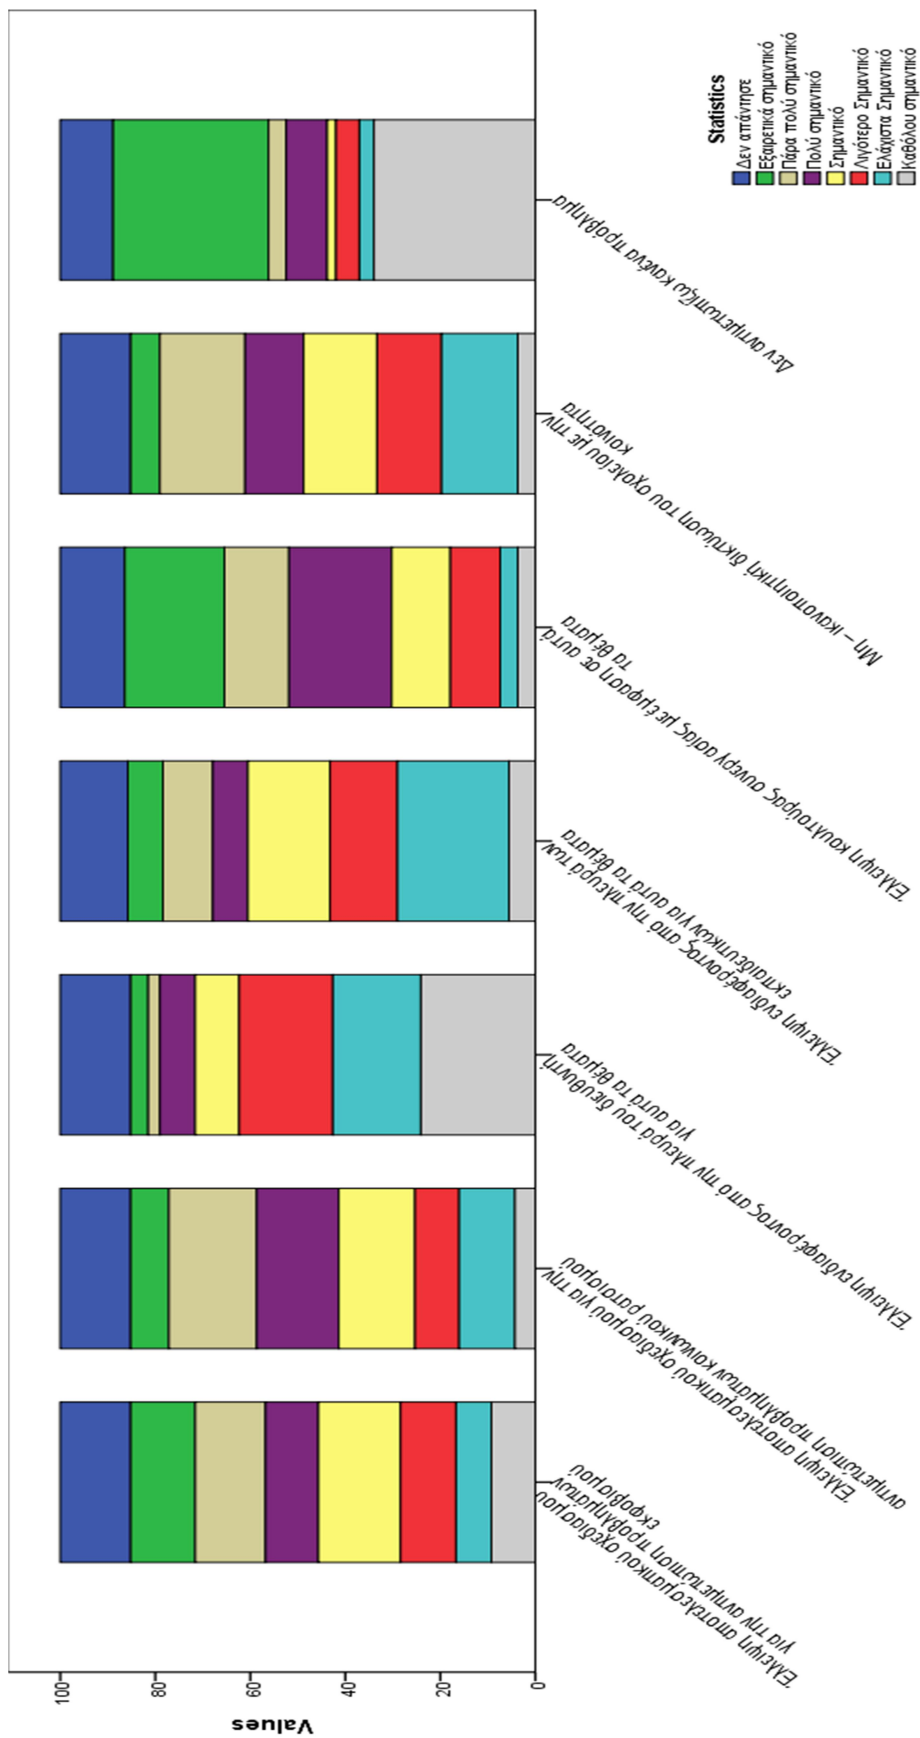 Values
100
80
60
40
20
0
Έλλειψη αποτελεσματικού σχεδιασμού
για την αντιμετώπιση προβλημάτων
εκφοβισμού
Έλλειψη αποτελεσματικού σχεδιασμού για την
αντιμετώπιση προβλημάτων κοινωνικού ρατσισμού
Έλλειψη ενδιαφέροντος από την πλευρά του διευθυντή
για αυτά τα θέματα
Έλλειψη ενδιαφέροντος από την πλευρά των
εκπαιδευτικών για αυτά τα θέματα
Έλλειψη κουλτούρας συνεργασίας με έμφαση σε αυτά
τα θέματα
Μη – ικανοποιητική δικτύωση του σχολείου με την
κοινότητα
Δεν αντιμετωπίζω κανένα πρόβλημα
Statistics
Δεν απάντησε
Εξαιρετικά σημαντικό
Πάρα πολύ σημαντικό
Πολύ σημαντικό
Σημαντικό
Λιγότερο Σημαντικό
Ελάχιστα Σημαντικό
Καθόλου σημαντικό